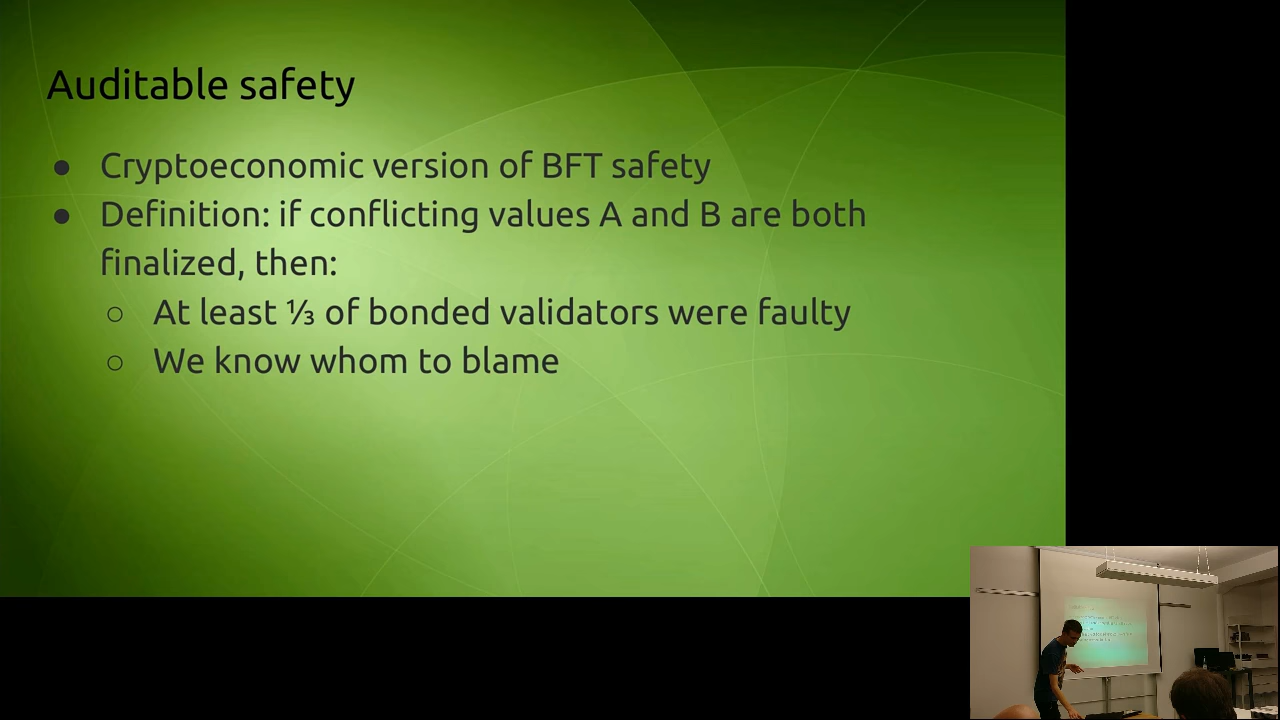 Auditable safety
● Cryptoeconomic version of BFT safety
● Definition: if conflicting values A and B are both
finalized, then:
○ At least ⅓ of bonded validators were faulty
○ We know whom to blame